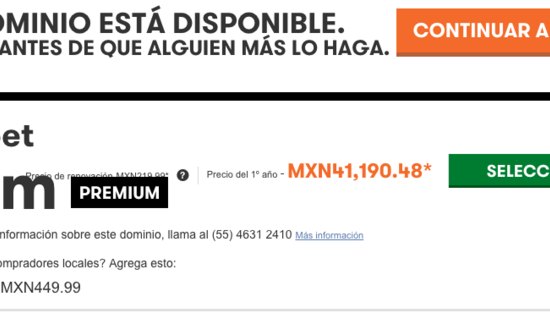 OMINIO ESTÁ DISPONIBLE.
ANTES DE QUE ALGUIEN MÁS LO HAGA.
CONTINUAR A
et
m PREMIUM
Precio de renovación MXN219.99* ? Precio del 1º año - MXN41,190.48* SELECC
nformación sobre este dominio, llama al (55) 4631 2410 Más información
ompradores locales? Agrega esto:
MXN449.99